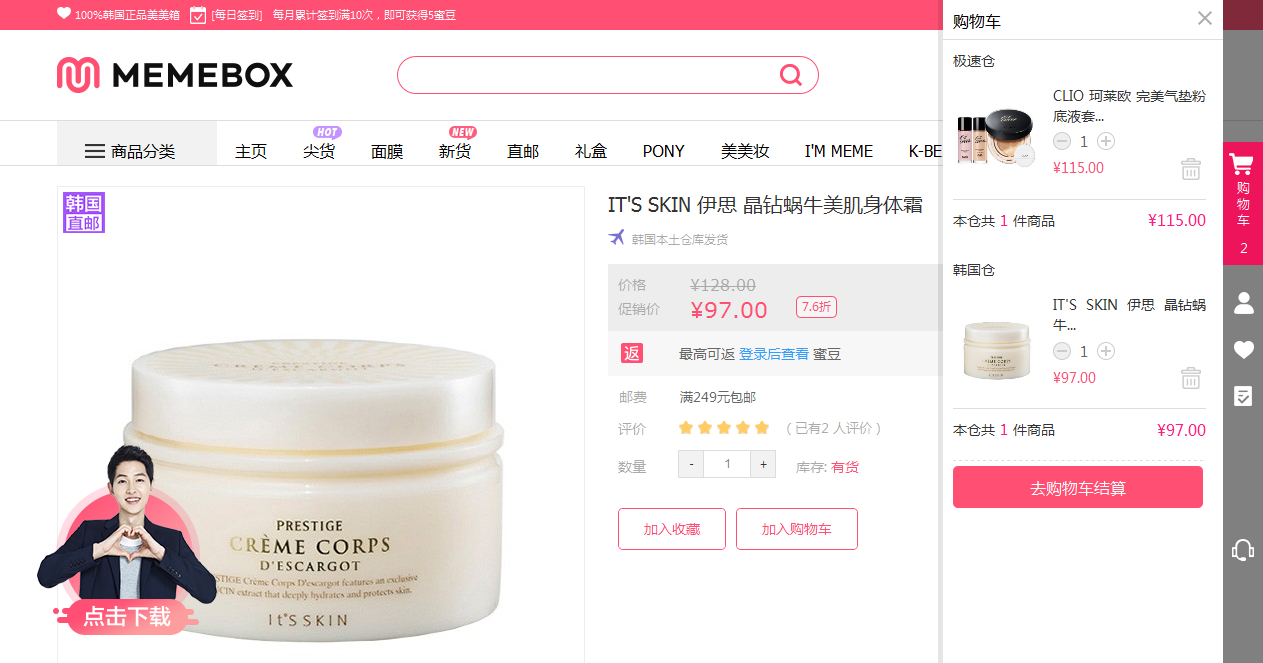 100%韩国正品美美箱 [每日签到] 每月累计签到满10次，即可获得5蜜豆
MEMEBOX
商品分类 主页 尖货 HOT 面膜 新货 NEW 直邮 礼盒 PONY 美美妆 I'M MEME K-BE
韩国
直邮
PRESTIGE
CRÈME CORPS
D'ESCARGOT
STIGE Crème Corps D'escargot features an exclusive
CIN extract that deeply hydrates and protects skin.
It'S SKIN
点击下载
IT'S SKIN 伊思 晶钻蜗牛美肌身体霜
韩国本土仓库发货
价格 ¥128.00
促销价 ¥97.00 7.6折
返 最高可返 登录后查看 蜜豆
邮费 满249元包邮
评价 （已有2 人评价）
数量 - 1 + 库存: 有货
加入收藏 加入购物车
购物车
极速仓
CLIO 珂莱欧 完美气垫粉
底液套...
1
¥115.00
本仓共 1 件商品 ¥115.00
韩国仓
IT'S SKIN 伊思 晶钻蜗
牛...
1
¥97.00
本仓共 1 件商品 ¥97.00
去购物车结算
购
物
车
2